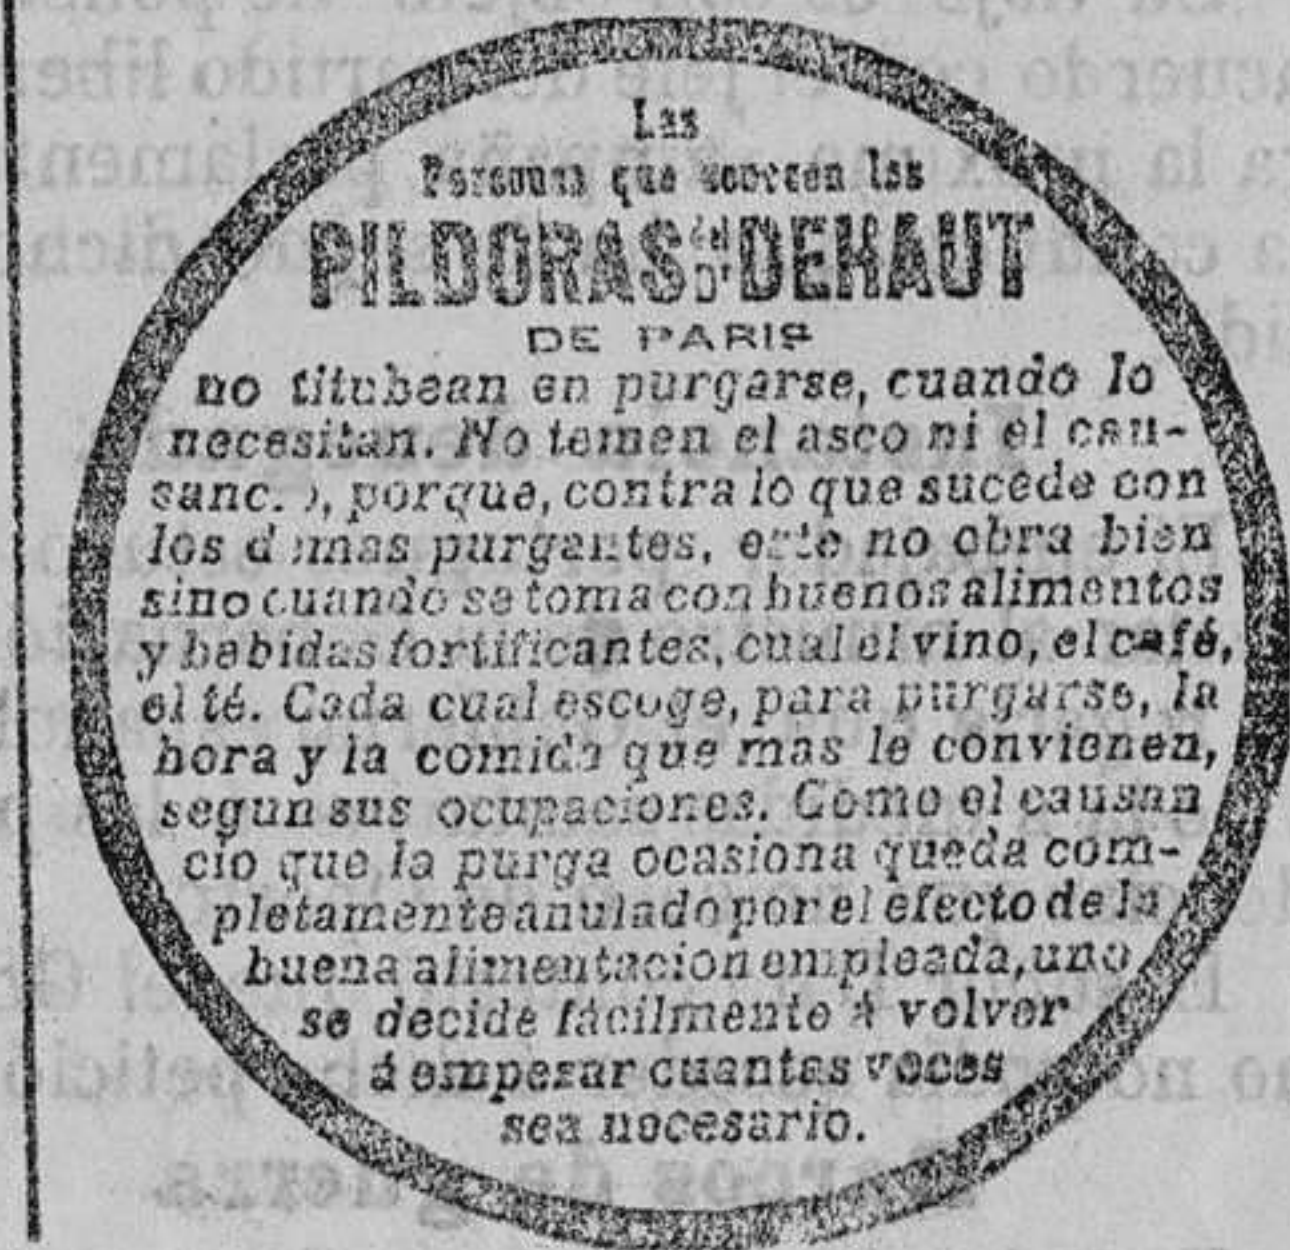 Las
Personas que conocen las
PILDORAS DEL DR DEHAUT
DE PARIS
no titubean en purgarse, cuando lo
necesitan. No temen el asco ni el cau-
sancio, porque, contra lo que sucede con
los demas purgantes, este no obra bien
sino cuando se toma con buenos alimentos
y bebidas fortificantes, cual el vino, el café,
el té. Cada cual escoge, para purgarse, la
hora y la comida que mas le convienen,
segun sus ocupaciones. Como el causan
cio que la purga ocasiona queda com-
pletamente anulado por el efecto de la
buena alimentacion empleada, uno
se decide fácilmente á volver
á empezar cuantas veces
sea necesario.